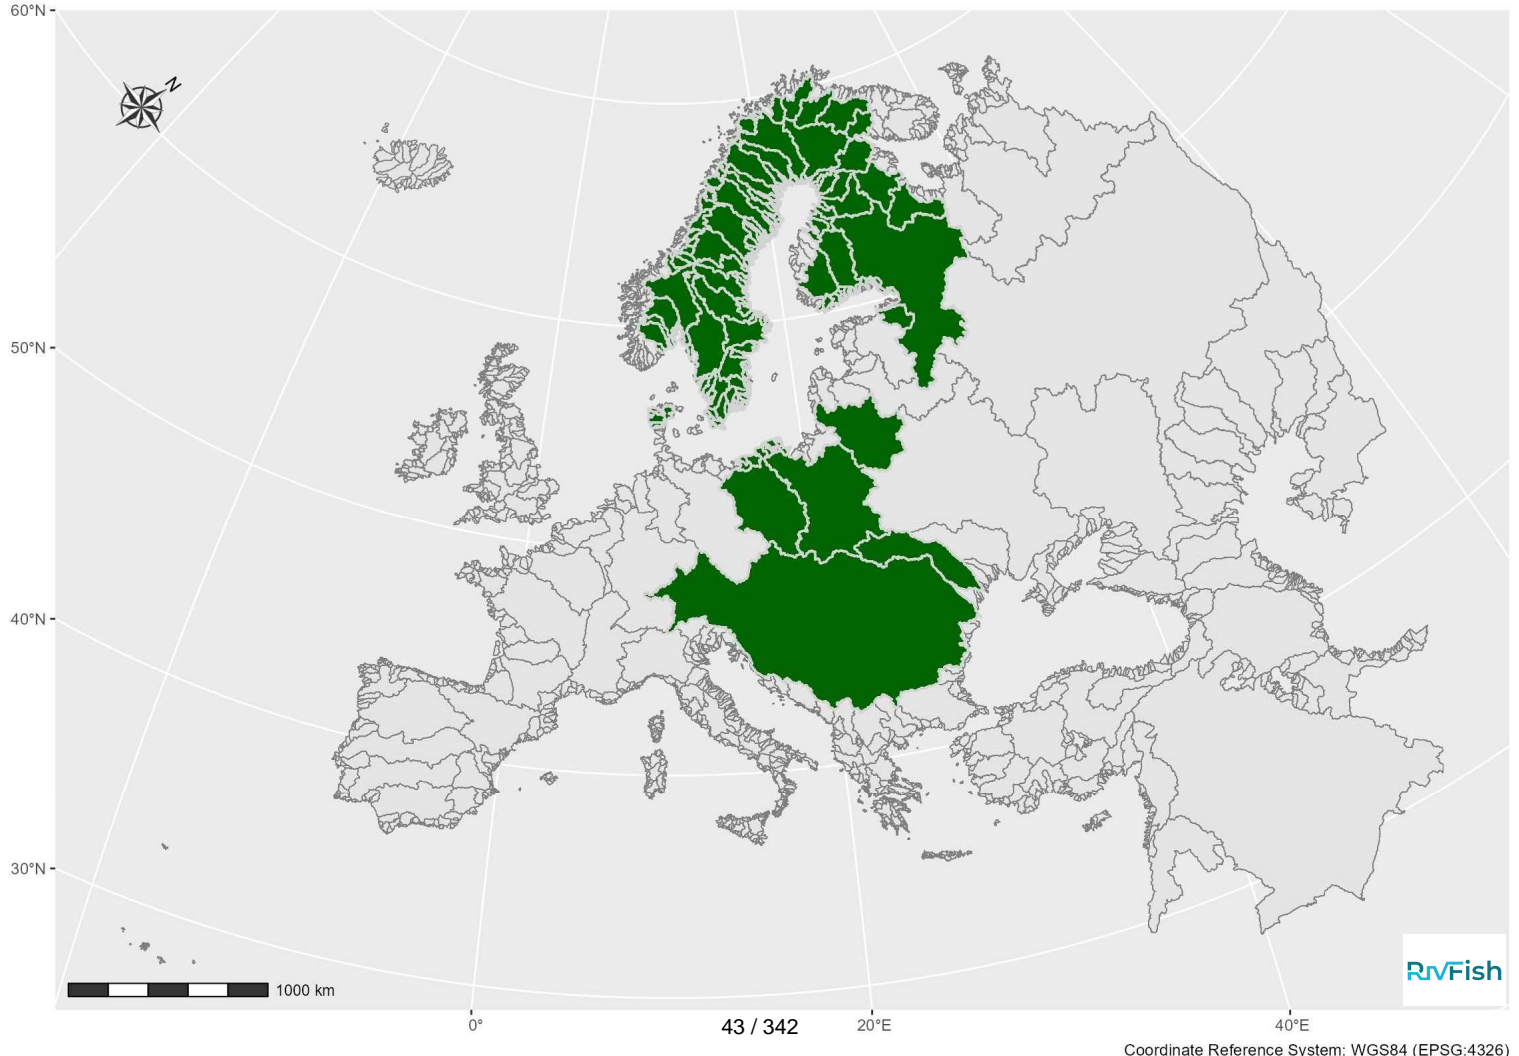 60°N
N
50°N
40°N
30°N
1000 km
RivFish
0°
43 / 342
20°E
40°E
Coordinate Reference System: WGS84 (EPSG:4326)